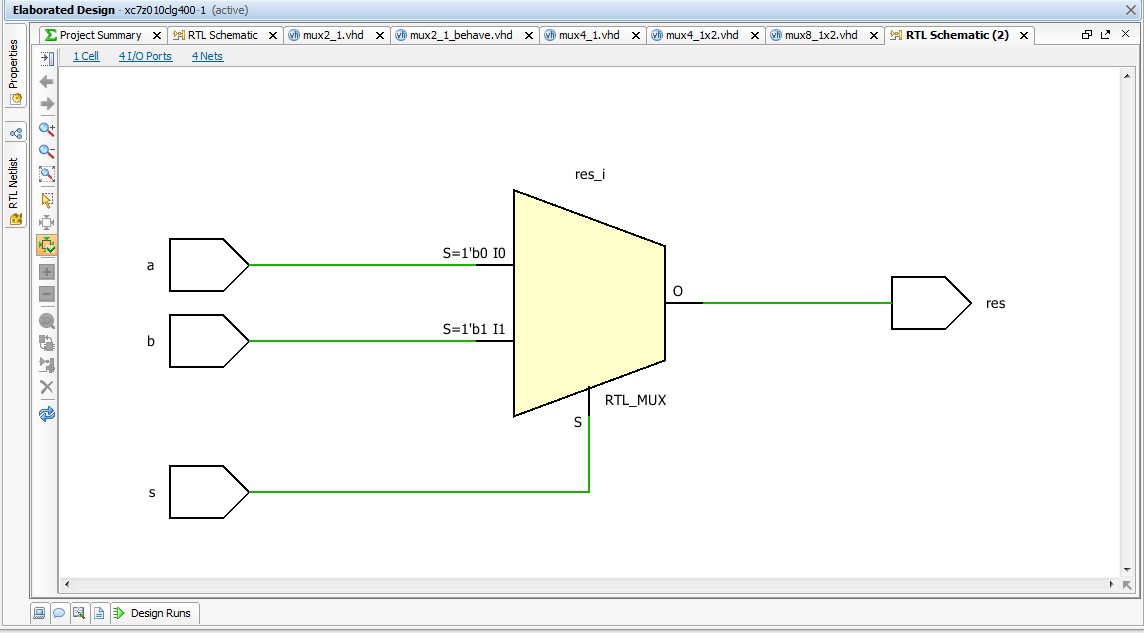 Elaborated Design - xc7z010clg400-1 (active)
Project Summary
RTL Schematic
mux2_1.vhd
mux2_1_behave.vhd
mux4_1.vhd
mux4_1x2.vhd
mux8_1x2.vhd
RTL Schematic (2)
Properties
RTL Netlist
1 Cell
4 I/O Ports
4 Nets
res_i
a
S=1'b0 I0
b
S=1'b1 I1
O
res
RTL_MUX
S
s
Design Runs